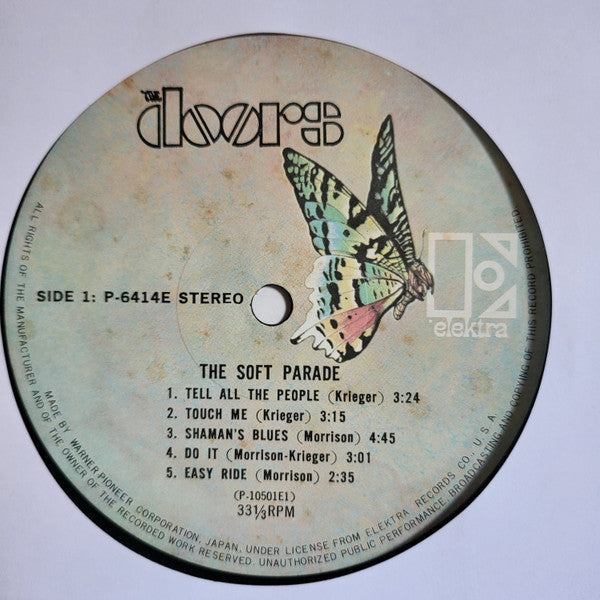 THE
doors
elektra
SIDE 1: P-6414E STEREO
THE SOFT PARADE
1. TELL ALL THE PEOPLE (Krieger) 3:24
2. TOUCH ME (Krieger) 3:15
3. SHAMAN'S BLUES (Morrison) 4:45
4. DO IT (Morrison-Krieger) 3:01
5. EASY RIDE (Morrison) 2:35
(P-10501E1)
33⅓RPM
ALL RIGHTS OF THE MANUFACTURER AND OF THE OWNER OF THE RECORDED WORK RESERVED. UNAUTHORIZED PUBLIC PERFORMANCE, BROADCASTING AND COPYING OF THIS RECORD PROHIBITED
MADE BY WARNER-PIONEER CORPORATION, JAPAN, UNDER LICENSE FROM ELEKTRA RECORDS CO., U.S.A.